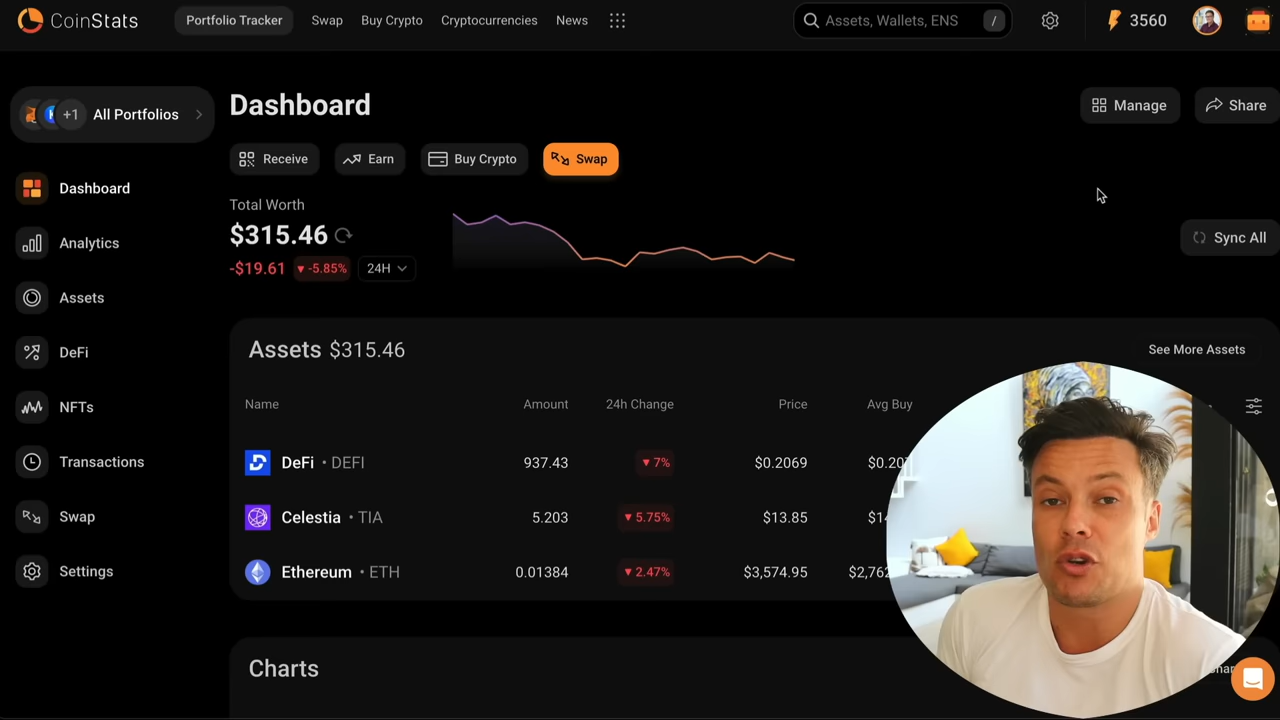 CoinStats Portfolio Tracker Swap Buy Crypto Cryptocurrencies News Assets, Wallets, ENS / 3560
+1 All Portfolios
Dashboard Manage Share
Receive Earn Buy Crypto Swap
Dashboard
Total Worth
$315.46
Analytics
Sync All
-$19.61 ▾ -5.85% 24H
Assets
Assets $315.46 See More Assets
DeFi
Name Amount 24h Change Price Avg Buy
NFTs
DeFi • DEFI 937.43 ▾ 7% $0.2069
Transactions
Celestia • TIA 5.203 ▾ 5.75% $13.85
Swap
Ethereum • ETH 0.01384 ▾ 2.47% $3,574.95
Settings
Charts